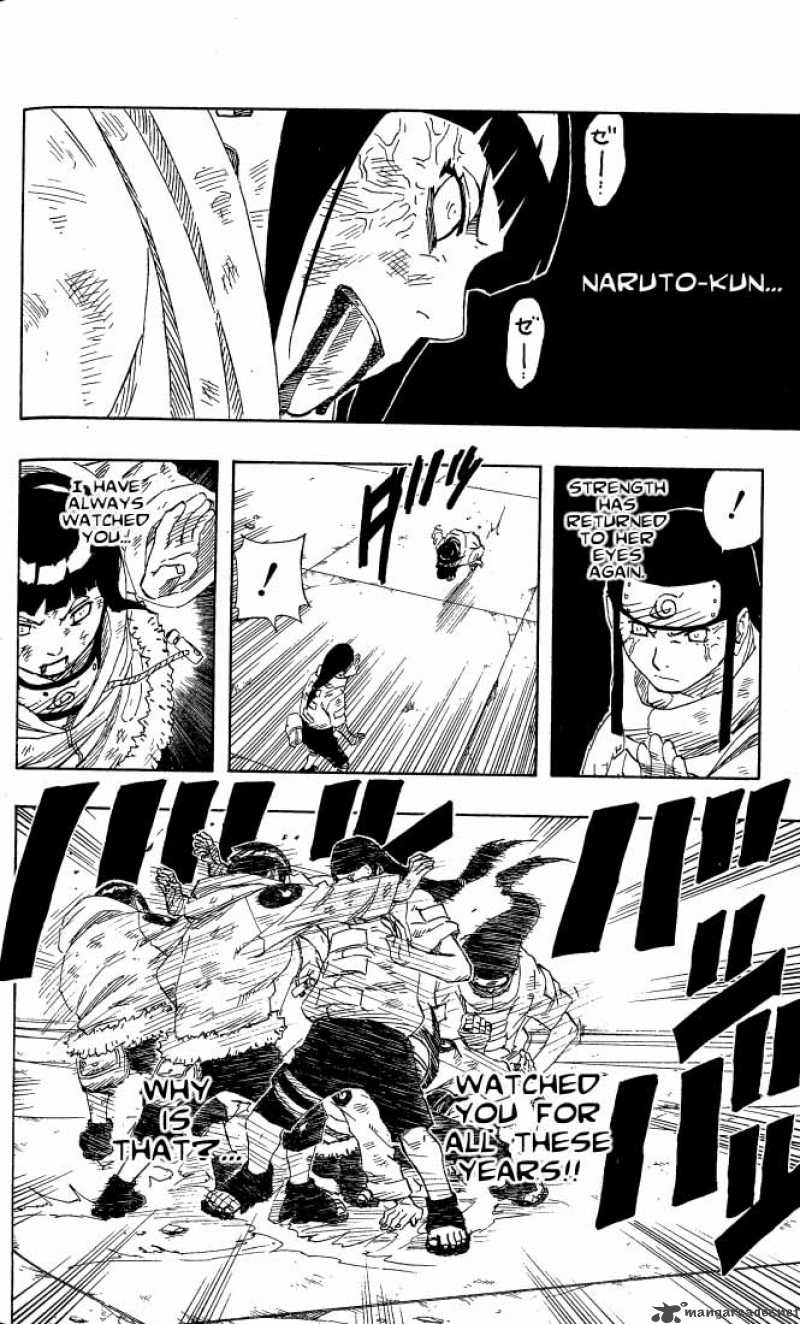 ゼー…
NARUTO-KUN...
ゼー…
!
STRENGTH
HAS
RETURNED
TO HER
EYES
AGAIN.
!
I HAVE
ALWAYS
WATCHED
YOU...
WATCHED
YOU FOR
ALL THESE
YEARS!!
WHY
IS
THAT?...
mangareader.net